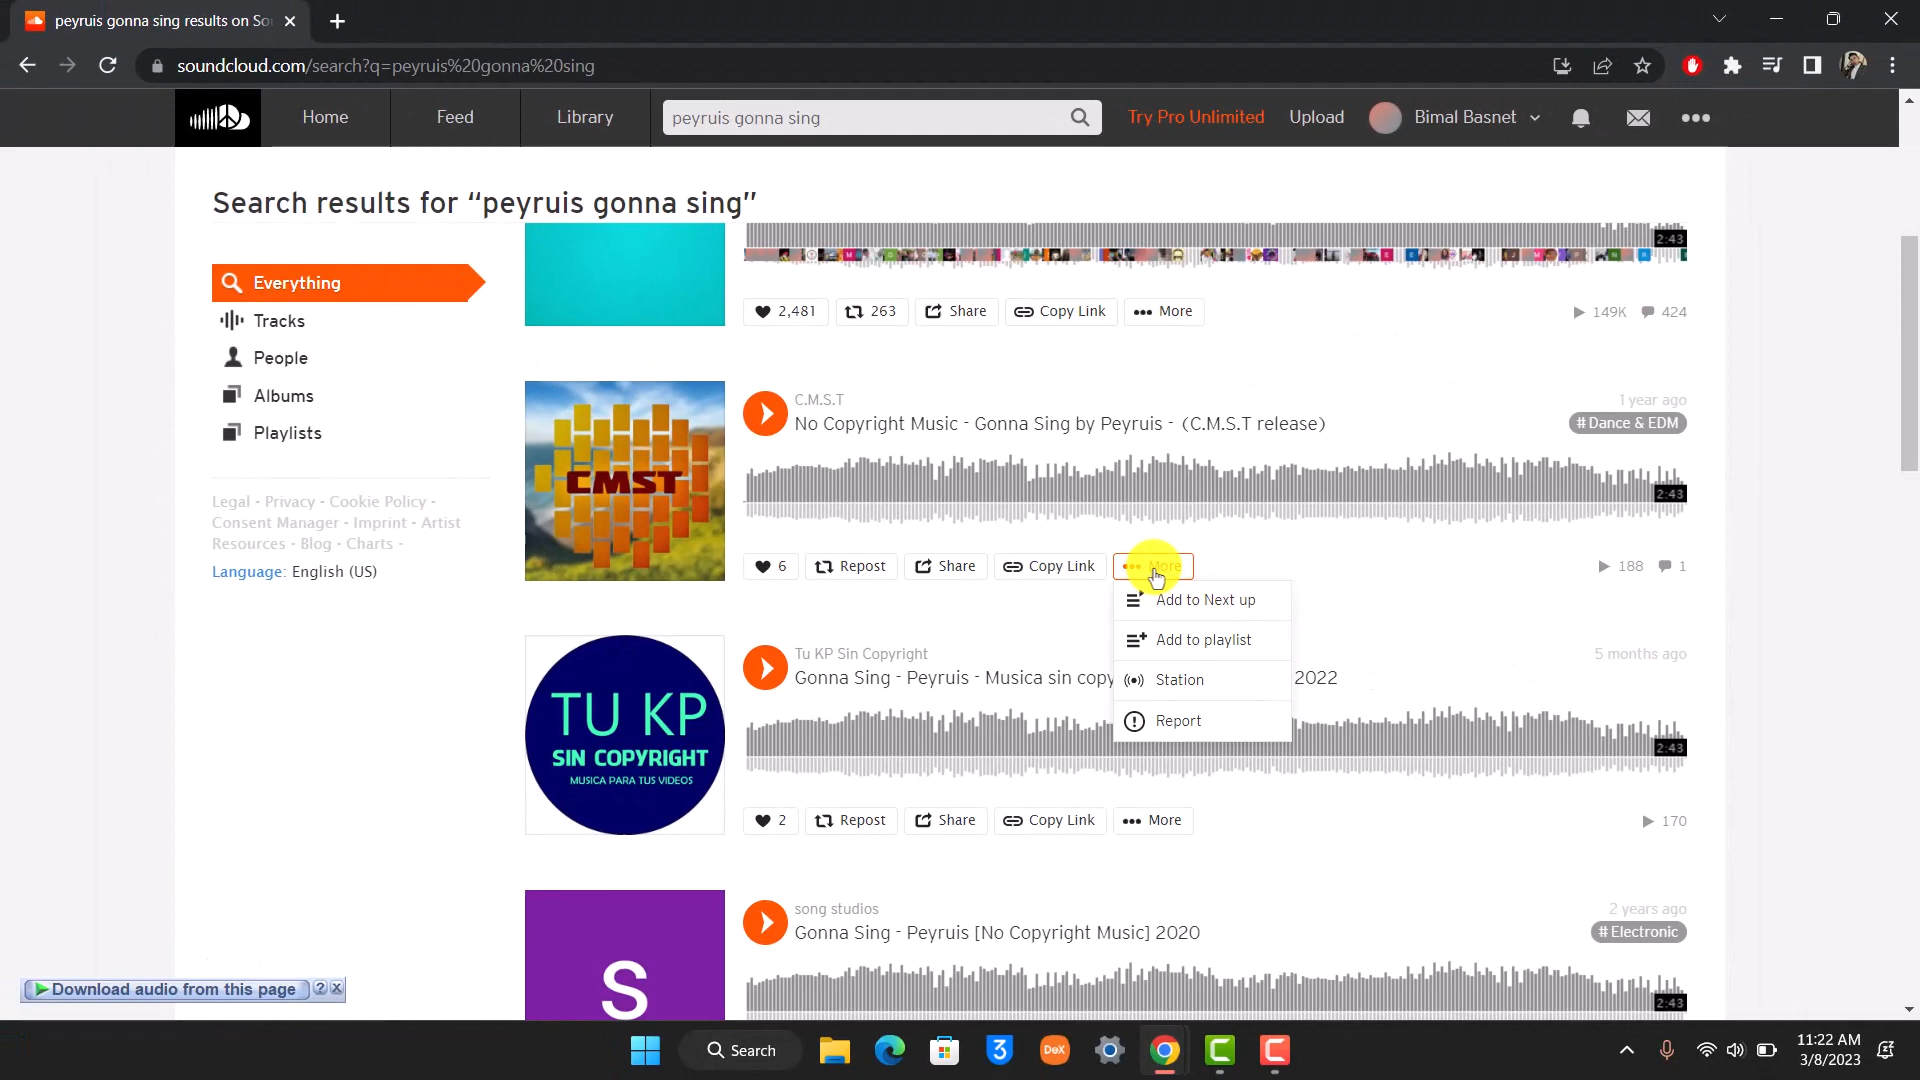 peyruis gonna sing results on Sou
soundcloud.com/search?q=peyruis%20gonna%20sing
Home
Feed
Library
peyruis gonna sing
Try Pro Unlimited
Upload
Bimal Basnet
Search results for “peyruis gonna sing”
Everything
Tracks
People
Albums
Playlists
Legal - Privacy - Cookie Policy -
Consent Manager - Imprint - Artist
Resources - Blog - Charts -
Language: English (US)
2:43
2,481
263
Share
Copy Link
More
149K
424
C.M.S.T
1 year ago
No Copyright Music - Gonna Sing by Peyruis - (C.M.S.T release)
# Dance & EDM
CMST
2:43
6
Repost
Share
Copy Link
More
188
1
Add to Next up
Add to playlist
Station
Report
Tu KP Sin Copyright
5 months ago
Gonna Sing - Peyruis - Musica sin copy
2022
TU KP
SIN COPYRIGHT
MUSICA PARA TUS VIDEOS
2:43
2
Repost
Share
Copy Link
More
170
song studios
2 years ago
Gonna Sing - Peyruis [No Copyright Music] 2020
# Electronic
S
2:43
Download audio from this page
Search
3
DeX
11:22 AM
3/8/2023